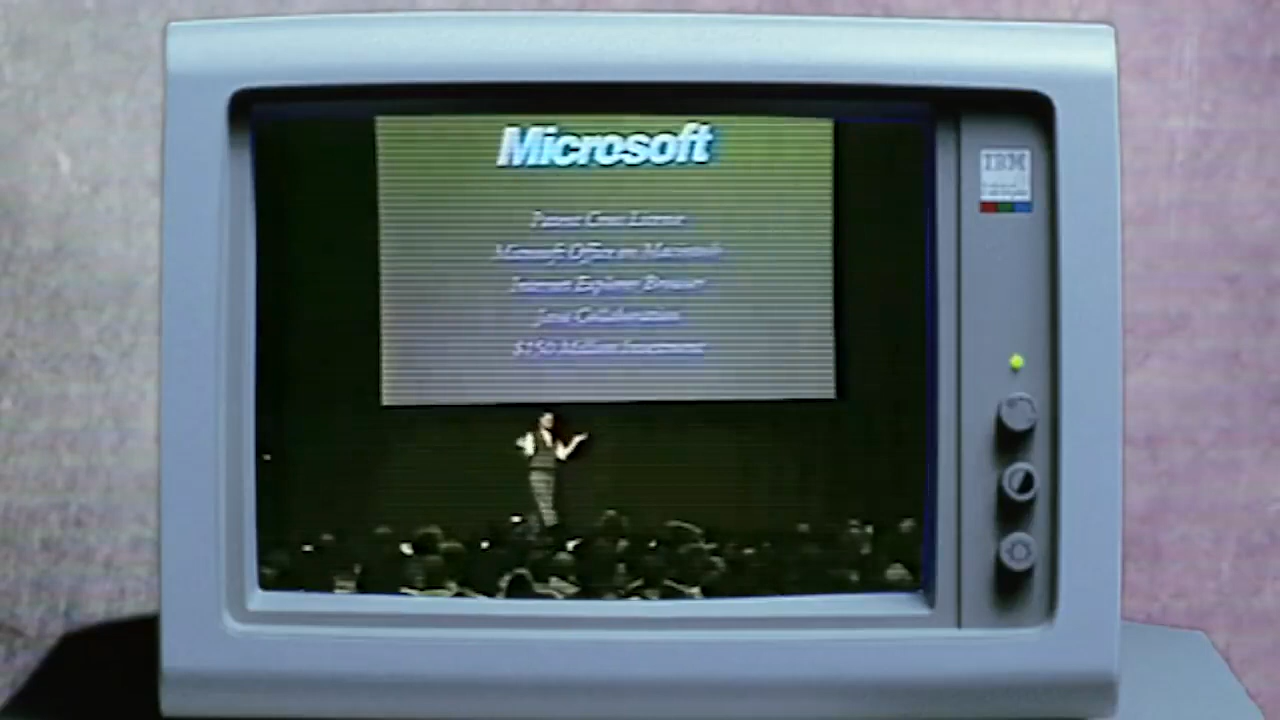 Microsoft
Patent Cross License
Microsoft Office on Macintosh
Internet Explorer Browser
Java Collaboration
$150 Million Investment
IBM